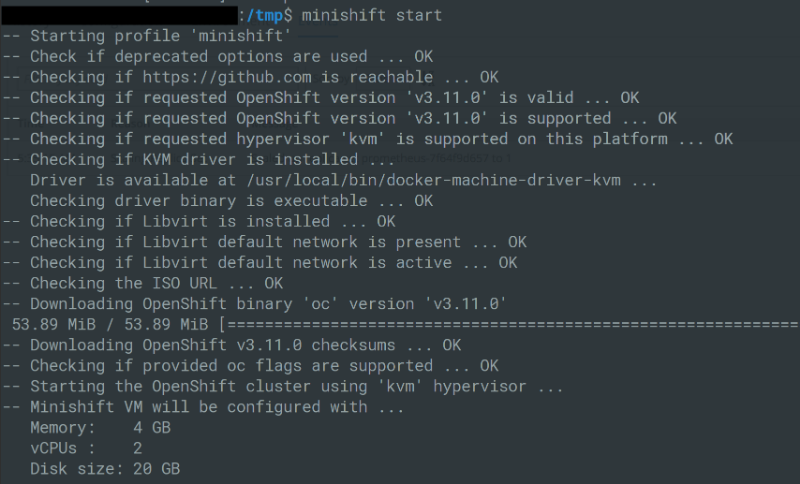 :/tmp$ minishift start
-- Starting profile 'minishift'
-- Check if deprecated options are used ... OK
-- Checking if https://github.com is reachable ... OK
-- Checking if requested OpenShift version 'v3.11.0' is valid ... OK
-- Checking if requested OpenShift version 'v3.11.0' is supported ... OK
-- Checking if requested hypervisor 'kvm' is supported on this platform ... OK
-- Checking if KVM driver is installed ...
   Driver is available at /usr/local/bin/docker-machine-driver-kvm ...
   Checking driver binary is executable ... OK
-- Checking if Libvirt is installed ... OK
-- Checking if Libvirt default network is present ... OK
-- Checking if Libvirt default network is active ... OK
-- Checking the ISO URL ... OK
-- Downloading OpenShift binary 'oc' version 'v3.11.0'
 53.89 MiB / 53.89 MiB [===========================================================
-- Downloading OpenShift v3.11.0 checksums ... OK
-- Checking if provided oc flags are supported ... OK
-- Starting the OpenShift cluster using 'kvm' hypervisor ...
-- Minishift VM will be configured with ...
   Memory:    4 GB
   vCPUs :    2
   Disk size: 20 GB